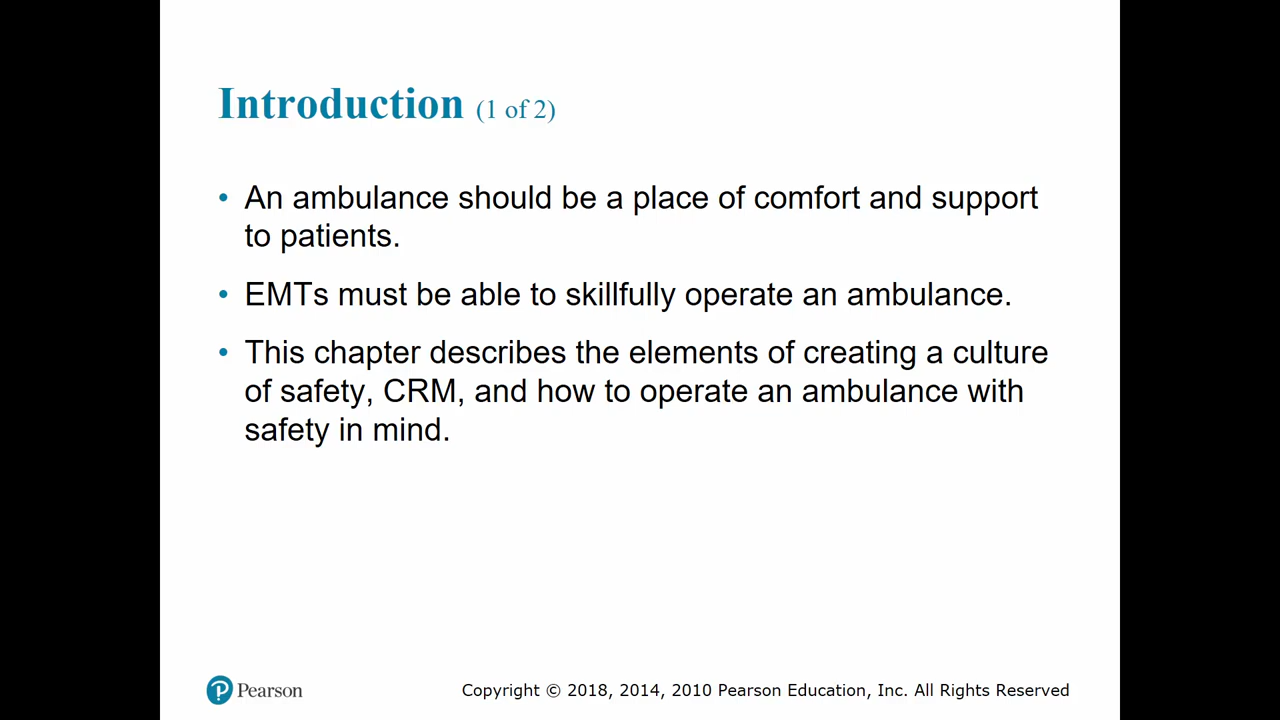 Introduction (1 of 2)
• An ambulance should be a place of comfort and support
to patients.
• EMTs must be able to skillfully operate an ambulance.
• This chapter describes the elements of creating a culture
of safety, CRM, and how to operate an ambulance with
safety in mind.
P Pearson
Copyright © 2018, 2014, 2010 Pearson Education, Inc. All Rights Reserved